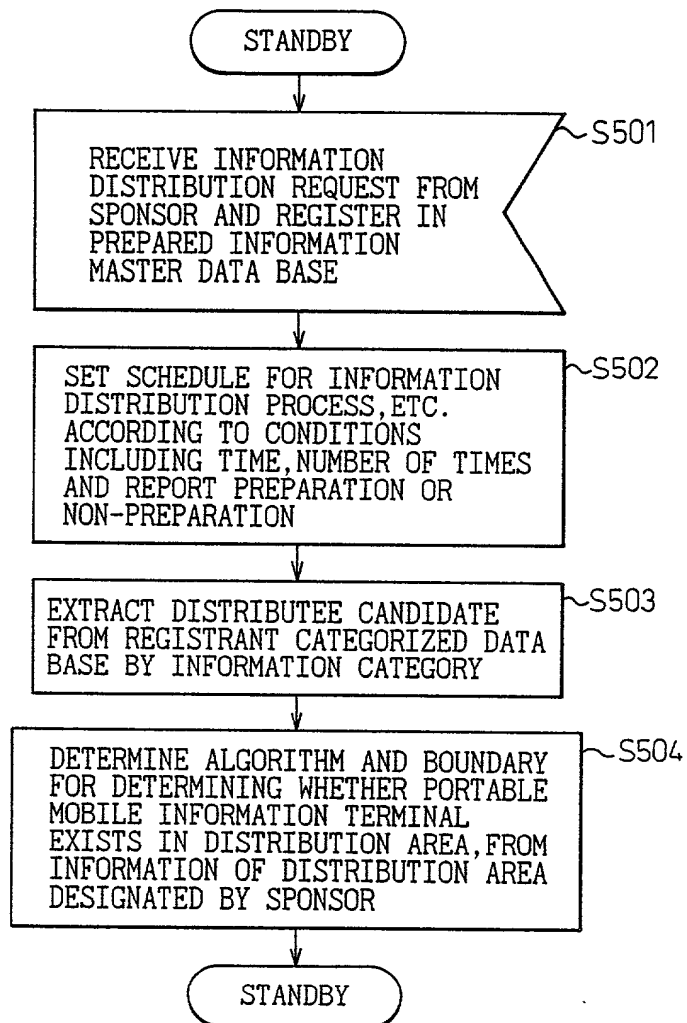 STANDBY
S501
RECEIVE INFORMATION
DISTRIBUTION REQUEST FROM
SPONSOR AND REGISTER IN
PREPARED INFORMATION
MASTER DATA BASE
S502
SET SCHEDULE FOR INFORMATION
DISTRIBUTION PROCESS,ETC.
ACCORDING TO CONDITIONS
INCLUDING TIME,NUMBER OF TIMES
AND REPORT PREPARATION OR
NON-PREPARATION
S503
EXTRACT DISTRIBUTEE CANDIDATE
FROM REGISTRANT CATEGORIZED DATA
BASE BY INFORMATION CATEGORY
S504
DETERMINE ALGORITHM AND BOUNDARY
FOR DETERMINING WHETHER PORTABLE
MOBILE INFORMATION TERMINAL
EXISTS IN DISTRIBUTION AREA,FROM
INFORMATION OF DISTRIBUTION AREA
DESIGNATED BY SPONSOR
STANDBY